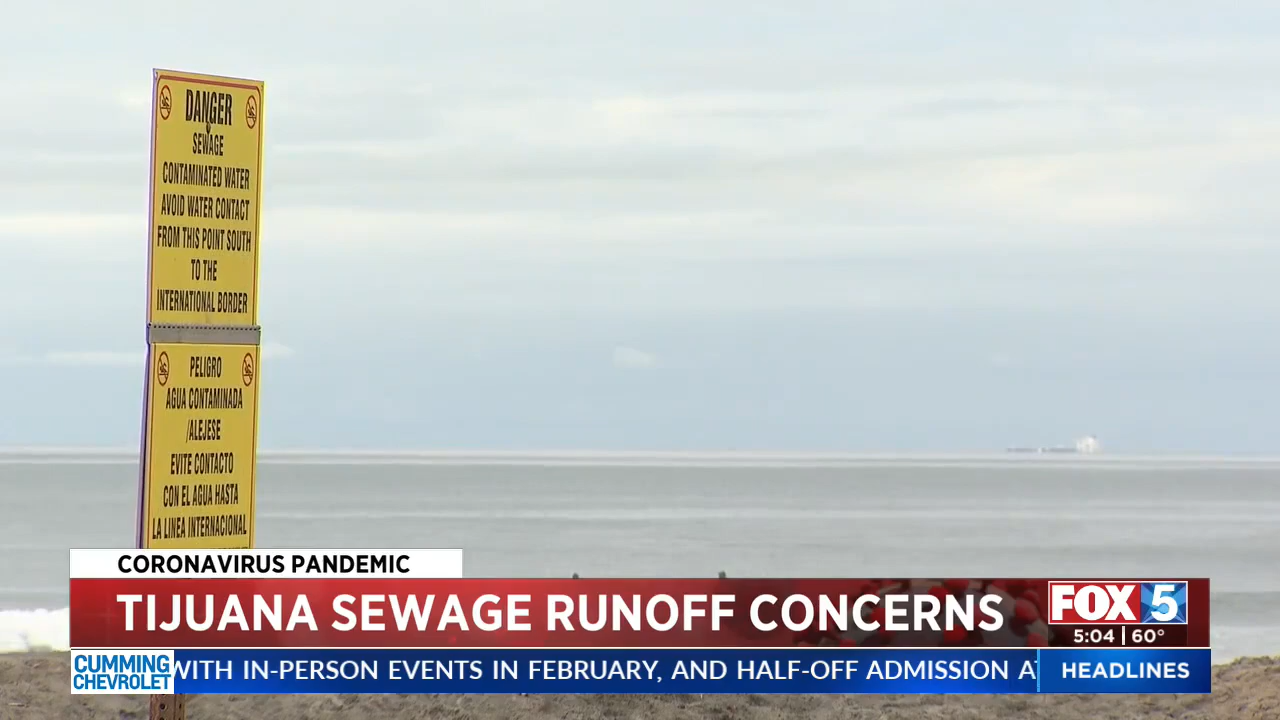 DANGER
SEWAGE
CONTAMINATED WATER
AVOID WATER CONTACT
FROM THIS POINT SOUTH
TO THE
INTERNATIONAL BORDER
PELIGRO
AGUA CONTAMINADA
/ALEJESE
EVITE CONTACTO
CON EL AGUA HASTA
LA LINEA INTERNACIONAL
CORONAVIRUS PANDEMIC
TIJUANA SEWAGE RUNOFF CONCERNS
FOX 5
5:04 | 60°
CUMMING
CHEVROLET
WITH IN-PERSON EVENTS IN FEBRUARY, AND HALF-OFF ADMISSION A
HEADLINES